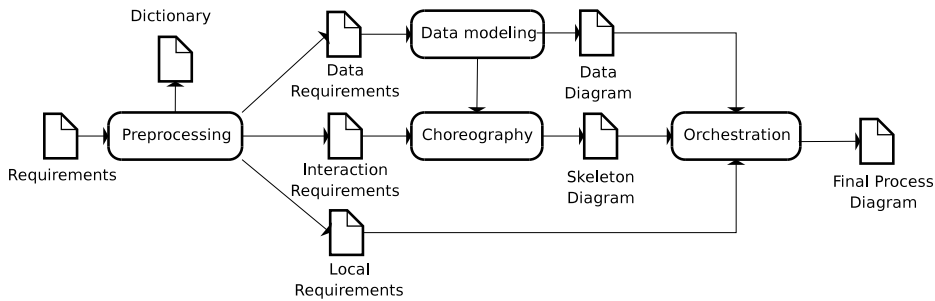 Dictionary
Data modeling
Data
Requirements
Data
Diagram
Preprocessing
Choreography
Orchestration
Requirements
Interaction
Requirements
Skeleton
Diagram
Final Process
Diagram
Local
Requirements